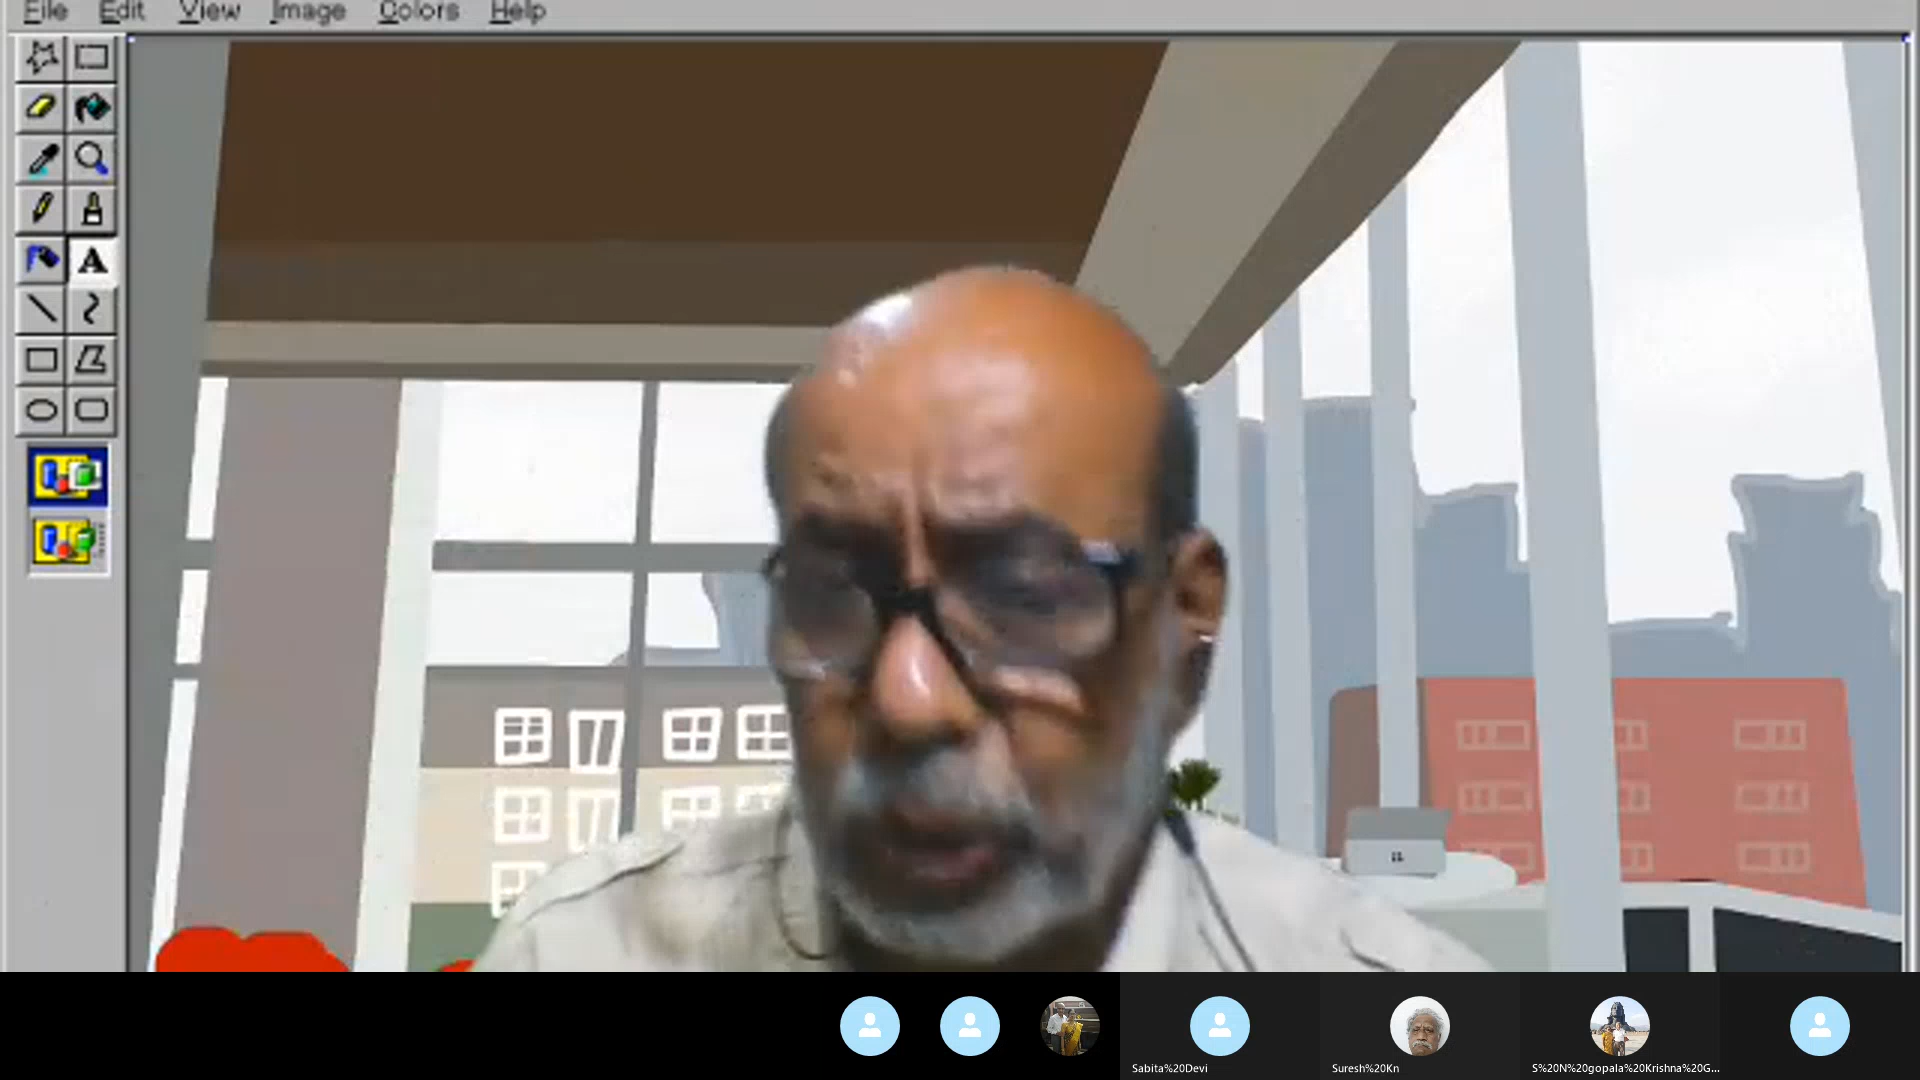 File Edit View Image Colors Help
A
Sabita%20Devi
Suresh%20Kn
S%20N%20gopala%20Krishna%20G...